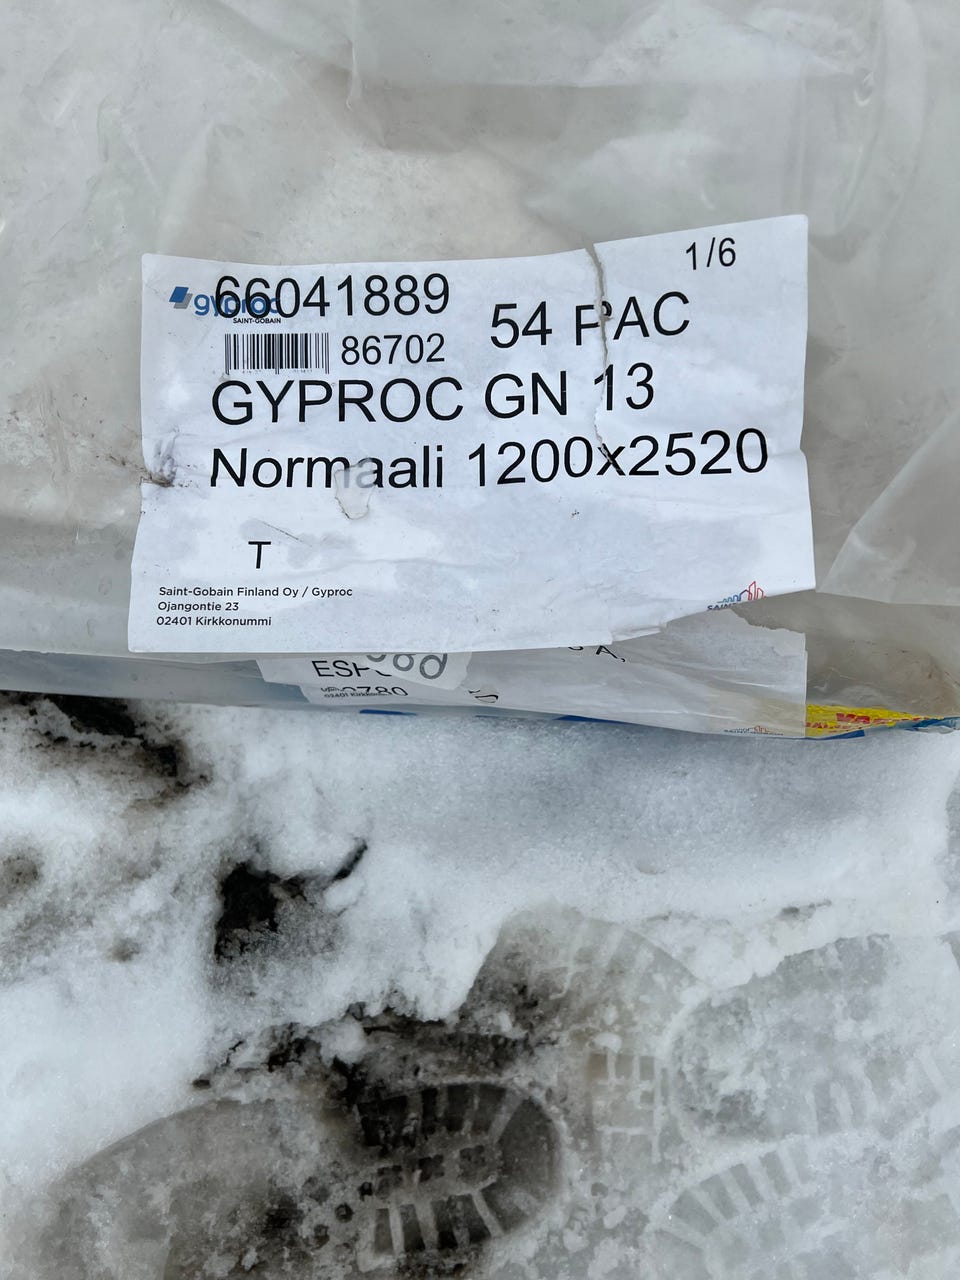 1/6
gyproc 66041889
SAINT-GOBAIN
54 PAC
86702
GYPROC GN 13
Normaali 1200x2520
T
Saint-Gobain Finland Oy / Gyproc
Ojangontie 23
02401 Kirkkonummi
02401